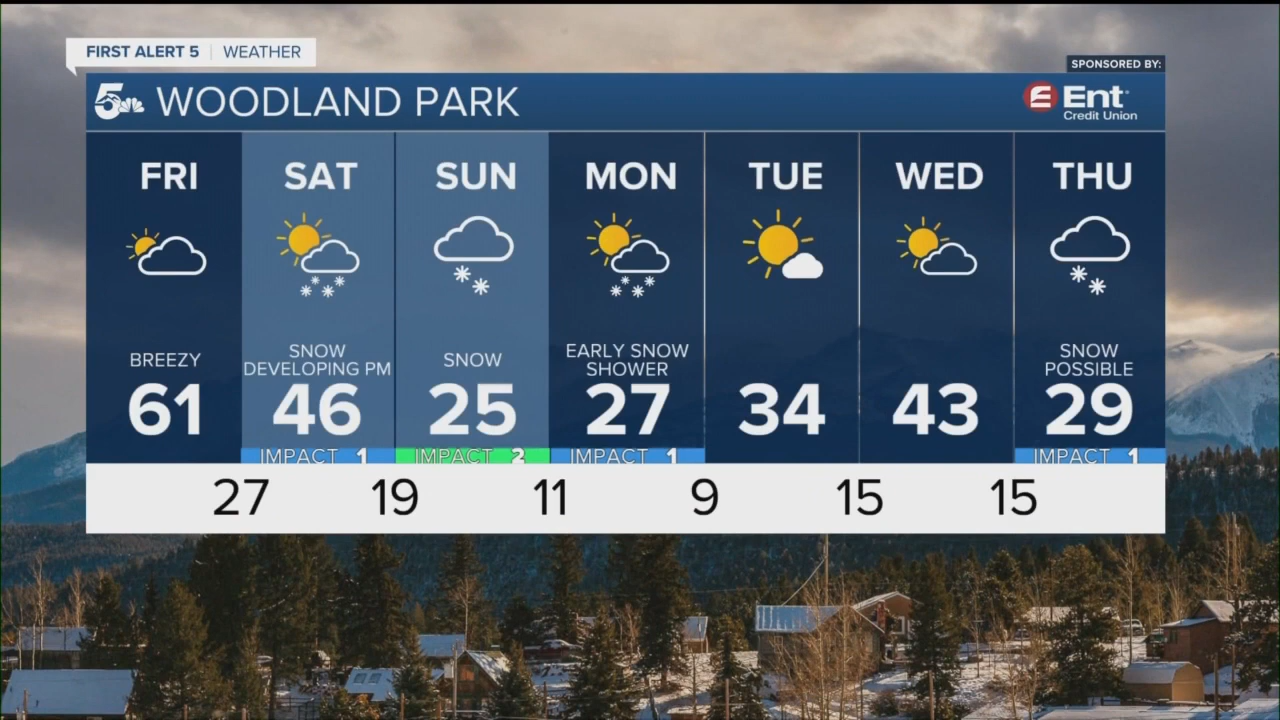 FIRST ALERT 5 | WEATHER
SPONSORED BY:
5 WOODLAND PARK
Ent
Credit Union
FRI SAT SUN MON TUE WED THU
BREEZY
SNOW
DEVELOPING PM
SNOW
EARLY SNOW
SHOWER
SNOW
POSSIBLE
61 46 25 27 34 43 29
IMPACT 1 IMPACT 2 IMPACT 1 IMPACT 1
27 19 11 9 15 15